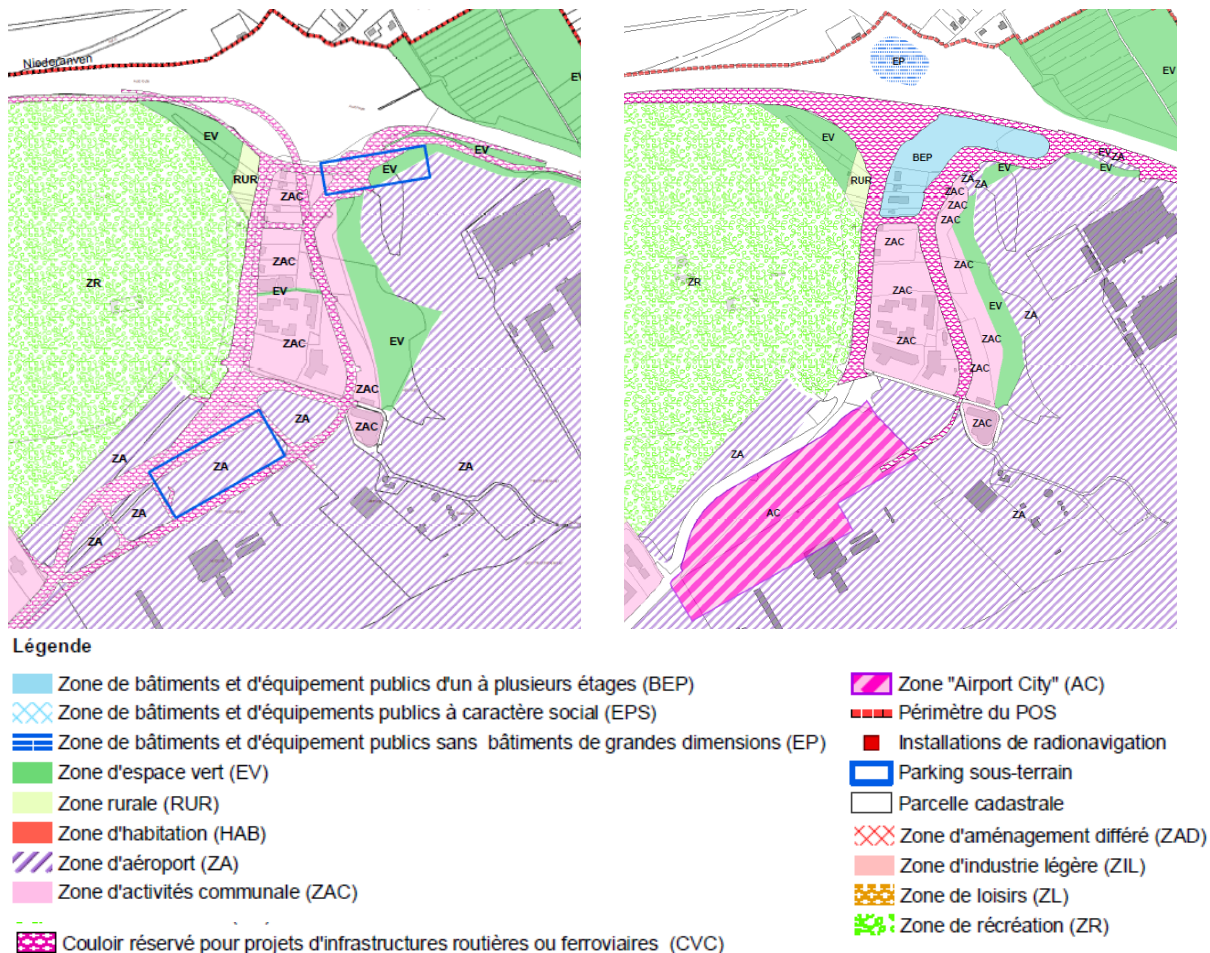 Niederanven
EV
EV
EV
EV
RUR
ZAC
ZAC
ZR
EV
ZAC
EV
ZAC
ZA
ZAC
ZA
ZA
ZA
ZA
ZA
EP
EV
EV
BEP
EV
ZA
EV
EV
RUR
ZA
ZA
ZAC
ZAC
ZAC
ZAC
ZAC
ZR
ZAC
EV
ZA
ZAC
ZAC
ZAC
ZAC
ZA
AC
ZA
Légende
Zone de bâtiments et d'équipement publics d'un à plusieurs étages (BEP)
Zone de bâtiments et d'équipements publics à caractère social (EPS)
Zone de bâtiments et d'équipement publics sans bâtiments de grandes dimensions (EP)
Zone d'espace vert (EV)
Zone rurale (RUR)
Zone d'habitation (HAB)
Zone d'aéroport (ZA)
Zone d'activités communale (ZAC)
Couloir réservé pour projets d'infrastructures routières ou ferroviaires (CVC)
Zone "Airport City" (AC)
Périmètre du POS
Installations de radionavigation
Parking sous-terrain
Parcelle cadastrale
Zone d'aménagement différé (ZAD)
Zone d'industrie légère (ZIL)
Zone de loisirs (ZL)
Zone de récréation (ZR)